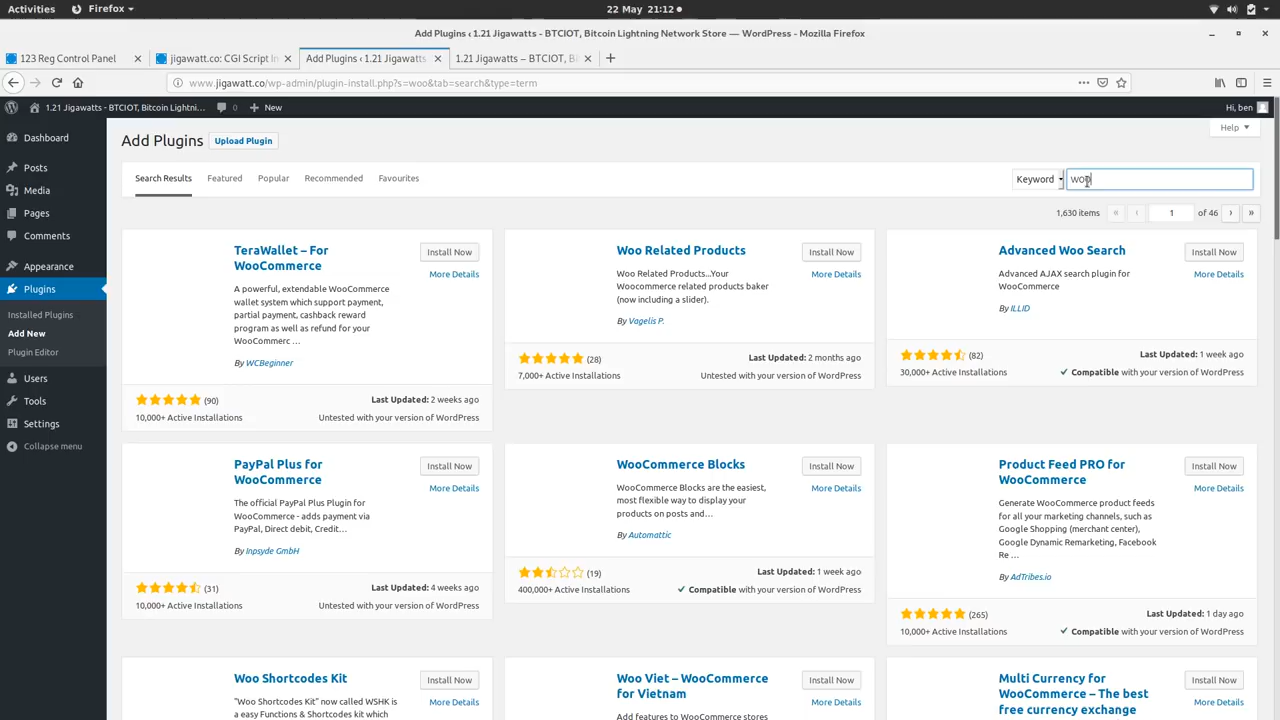 Activities
Firefox
22 May 21:12
Add Plugins ‹ 1.21 Jigawatts - BTCIOT, Bitcoin Lightning Network Store — WordPress - Mozilla Firefox
123 Reg Control Panel
jigawatt.co: CGI Script In
Add Plugins ‹ 1.21 Jigawatts
1.21 Jigawatts – BTCIOT, Bi
www.jigawatt.co/wp-admin/plugin-install.php?s=woo&tab=search&type=term
1.21 Jigawatts - BTCIOT, Bitcoin Lightni...
0
New
Hi, ben
Dashboard
Posts
Media
Pages
Comments
Appearance
Plugins
Installed Plugins
Add New
Plugin Editor
Users
Tools
Settings
Collapse menu
Add Plugins
Upload Plugin
Help
Search Results
Featured
Popular
Recommended
Favourites
Keyword
woo
1,630 items
«
‹
1
of 46
›
»
TeraWallet – For
WooCommerce
Install Now
More Details
A powerful, extendable WooCommerce
wallet system which support payment,
partial payment, cashback reward
program as well as refund for your
WooCommerc …
By WCBeginner
(90)
Last Updated: 2 weeks ago
10,000+ Active Installations
Untested with your version of WordPress
Woo Related Products
Install Now
More Details
Woo Related Products...Your
Woocommerce related products baker
(now including a slider).
By Vagelis P.
(28)
Last Updated: 2 months ago
7,000+ Active Installations
Untested with your version of WordPress
Advanced Woo Search
Install Now
More Details
Advanced AJAX search plugin for
WooCommerce
By ILLID
(82)
Last Updated: 1 week ago
30,000+ Active Installations
Compatible with your version of WordPress
PayPal Plus for
WooCommerce
Install Now
More Details
The official PayPal Plus Plugin for
WooCommerce - adds payment via
PayPal, Direct debit, Credit…
By Inpsyde GmbH
(31)
Last Updated: 4 weeks ago
10,000+ Active Installations
Untested with your version of WordPress
WooCommerce Blocks
Install Now
More Details
WooCommerce Blocks are the easiest,
most flexible way to display your
products on posts and…
By Automattic
(19)
Last Updated: 1 week ago
400,000+ Active Installations
Compatible with your version of WordPress
Product Feed PRO for
WooCommerce
Install Now
More Details
Generate WooCommerce product feeds
for all your marketing channels, such as
Google Shopping (merchant center),
Google Dynamic Remarketing, Facebook
Re …
By AdTribes.io
(265)
Last Updated: 1 day ago
10,000+ Active Installations
Compatible with your version of WordPress
Woo Shortcodes Kit
Install Now
More Details
"Woo Shortcodes Kit" now called WSHK is
a easy Functions & Shortcodes kit which
Woo Viet – WooCommerce
for Vietnam
Install Now
More Details
Add features to WooCommerce stores
Multi Currency for
WooCommerce – The best
free currency exchange
Install Now
More Details